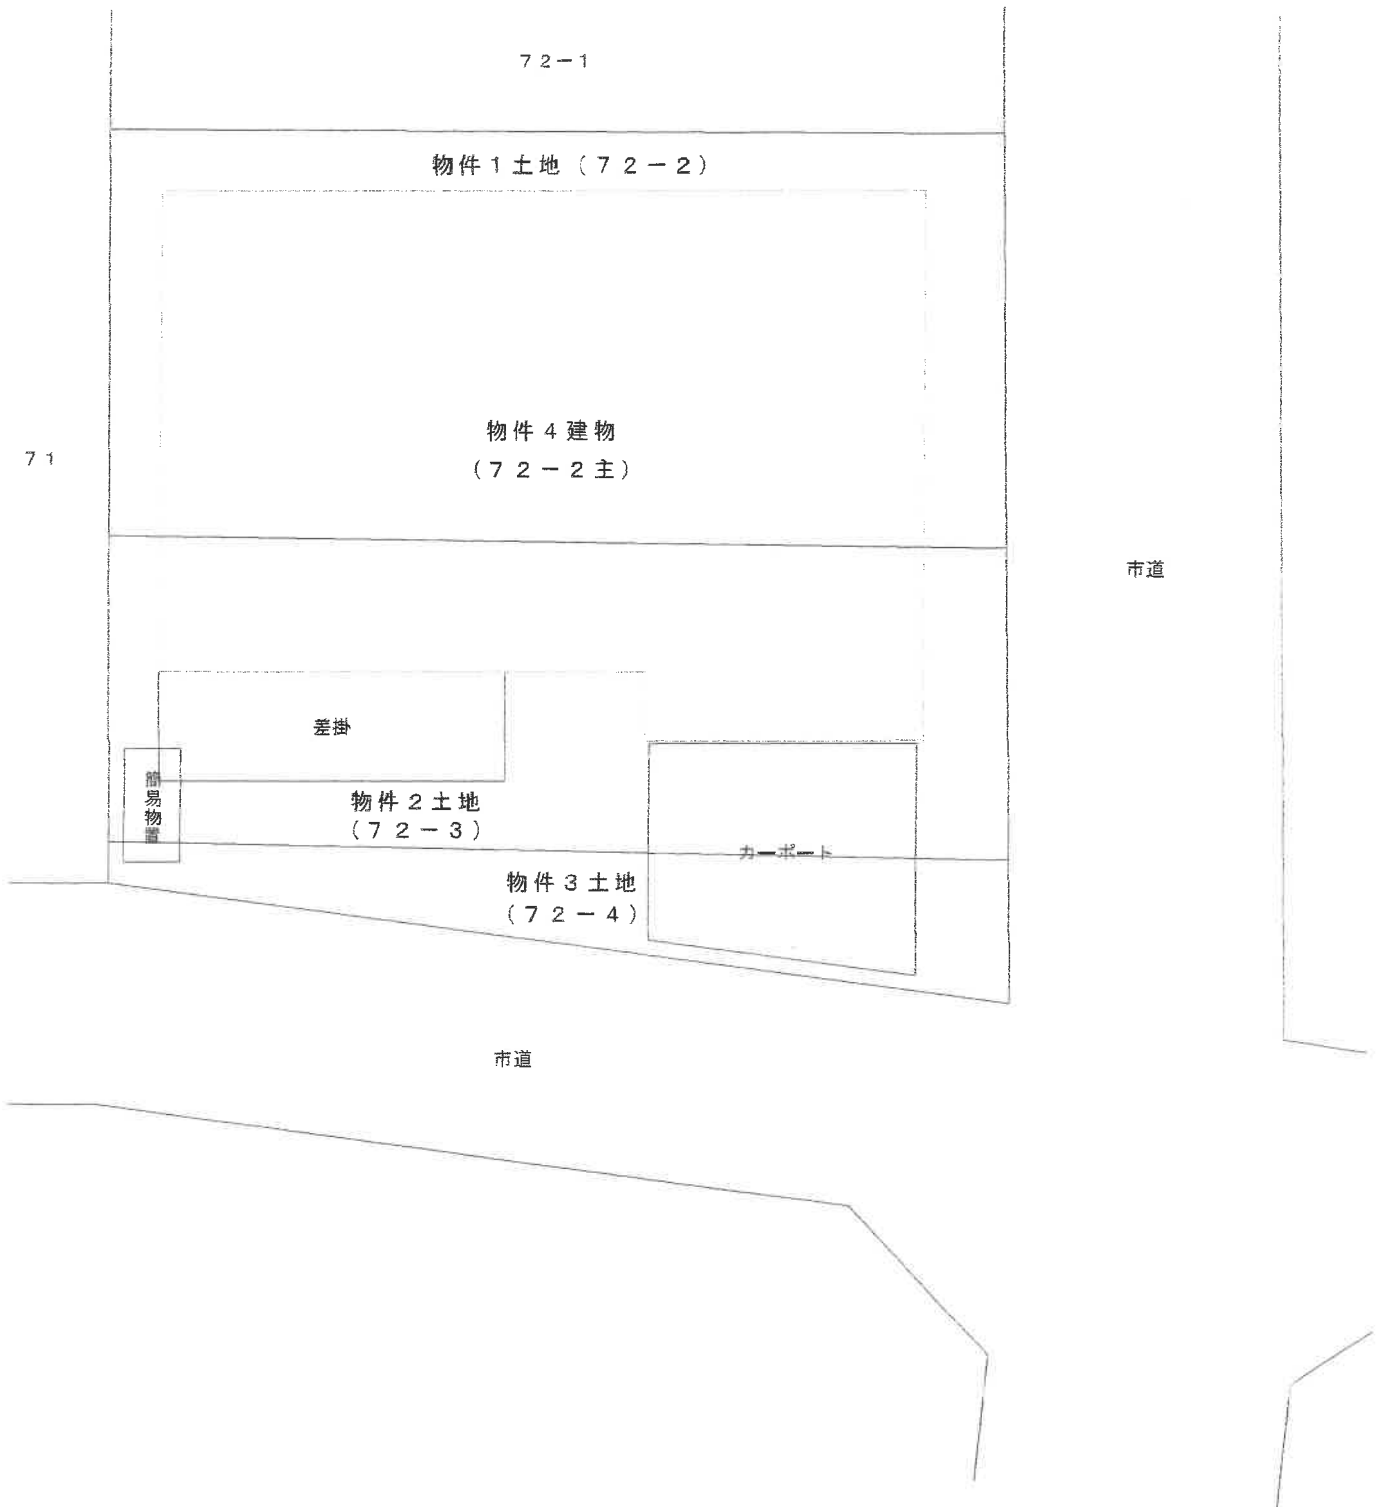 72-1
物件1土地(72-2)
物件4建物
(72-2主)
71
市道
差掛
簡易物置
物件2土地
(72-3)
カーポート
物件3土地
(72-4)
市道